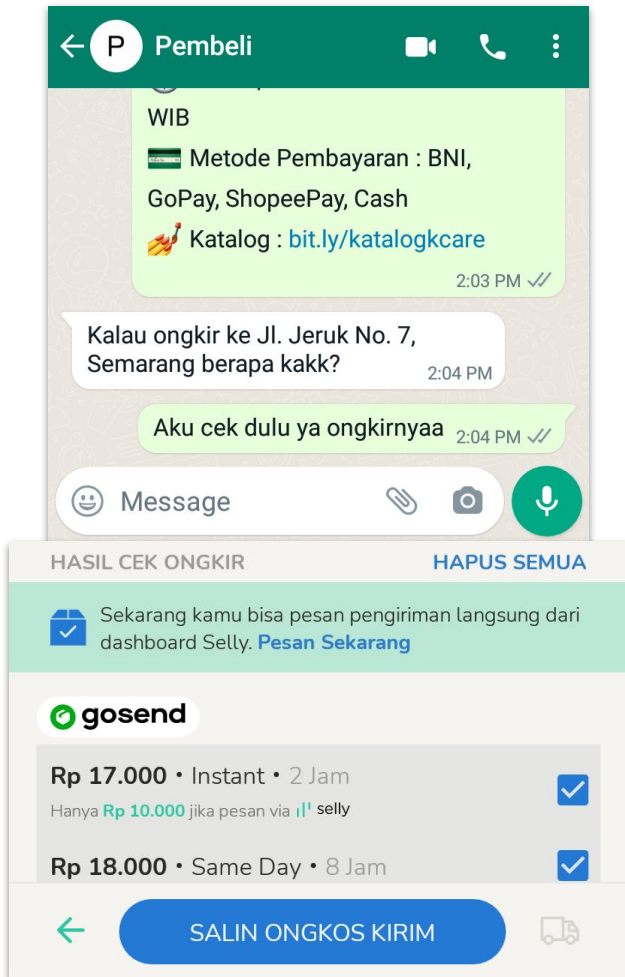 P Pembeli
WIB
Metode Pembayaran : BNI,
GoPay, ShopeePay, Cash
Katalog : bit.ly/katalogkcare
2:03 PM
Kalau ongkir ke Jl. Jeruk No. 7,
Semarang berapa kakk?
2:04 PM
Aku cek dulu ya ongkirnyaa 2:04 PM
Message
HASIL CEK ONGKIR HAPUS SEMUA
Sekarang kamu bisa pesan pengiriman langsung dari
dashboard Selly. Pesan Sekarang
gosend
Rp 17.000 • Instant • 2 Jam
Hanya Rp 10.000 jika pesan via selly
Rp 18.000 • Same Day • 8 Jam
SALIN ONGKOS KIRIM